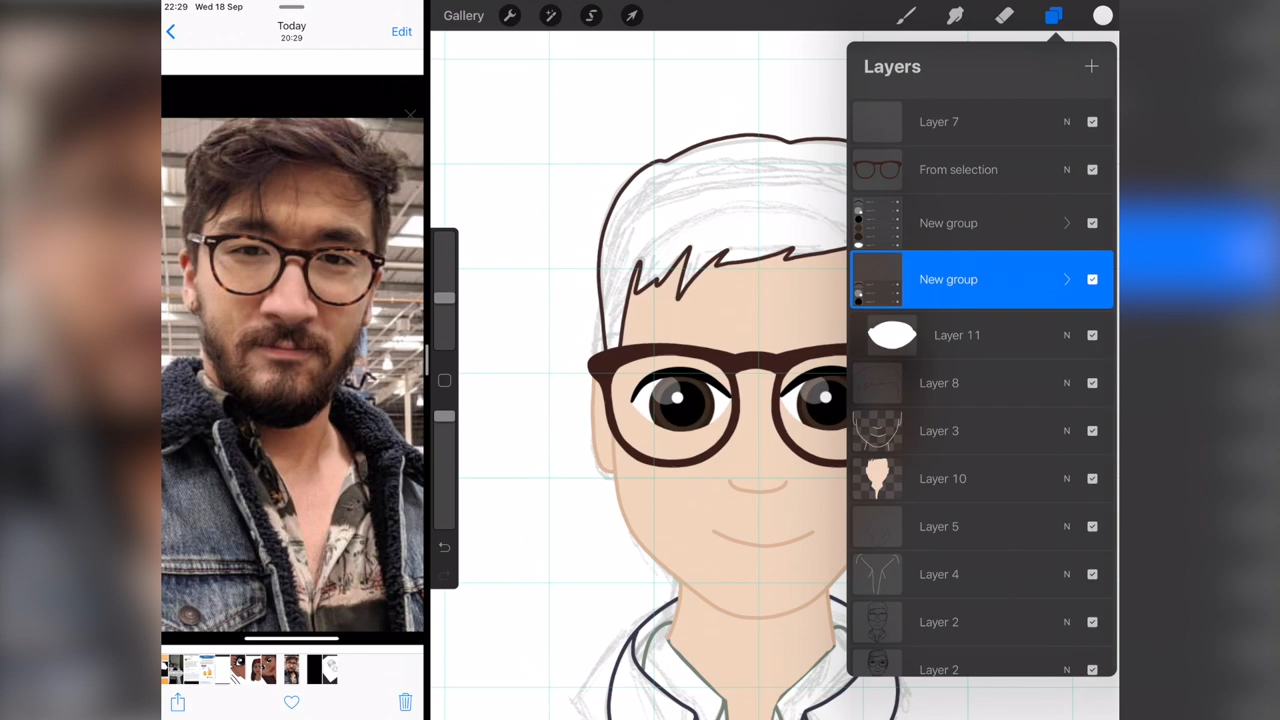 22:29 Wed 18 Sep
Today
20:29
Edit
Gallery
Layers
Layer 7 N
From selection N
New group
New group
Layer 11 N
Layer 8 N
Layer 3 N
Layer 10 N
Layer 5 N
Layer 4 N
Layer 2 N
Layer 2 N